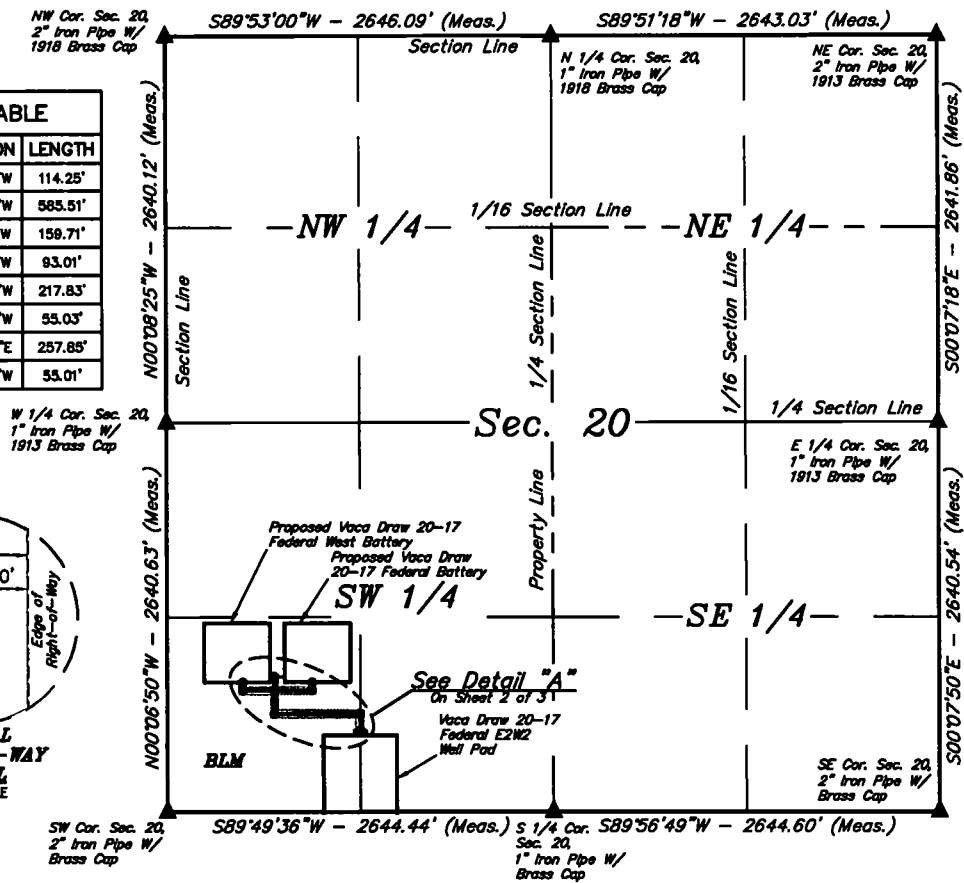 NW Cor. Sec. 20,
2" Iron Pipe W/
1918 Brass Cap
S89°53'00"W - 2646.09' (Meas.)
Section Line
S89°51'18"W - 2643.03' (Meas.)
N 1/4 Cor. Sec. 20,
1" Iron Pipe W/
1918 Brass Cap
NE Cor. Sec. 20,
2" Iron Pipe W/
1913 Brass Cap
ABLE
ON LENGTH
"W 114.25'
"W 585.51'
"W 159.71'
"W 93.01'
"W 217.83'
"W 55.03'
"E 257.85'
"W 55.01'
N00°08'25"W - 2640.12' (Meas.)
Section Line
NW 1/4
1/16 Section Line
NE 1/4
1/4 Section Line
1/16 Section Line
S00°07'18"E - 2641.86' (Meas.)
W 1/4 Cor. Sec. 20,
1" Iron Pipe W/
1913 Brass Cap
Sec. 20
1/4 Section Line
E 1/4 Cor. Sec. 20,
1" Iron Pipe W/
1913 Brass Cap
0'
Edge of
Right-of-Way
L
-WAY
L
E
N00°06'50"W - 2640.63' (Meas.)
Proposed Vaca Draw 20-17
Federal West Battery
Proposed Vaca Draw
20-17 Federal Battery
SW 1/4
Property Line
SE 1/4
S00°07'50"E - 2640.54' (Meas.)
See Detail "A"
On Sheet 2 of 3
Vaca Draw 20-17
Federal E2W2
Well Pad
BLM
SE Cor. Sec. 20,
2" Iron Pipe W/
Brass Cap
SW Cor. Sec. 20,
2" Iron Pipe W/
Brass Cap
S89°49'36"W - 2644.44' (Meas.)
S 1/4 Cor.
Sec. 20,
1" Iron Pipe W/
Brass Cap
S89°56'49"W - 2644.60' (Meas.)